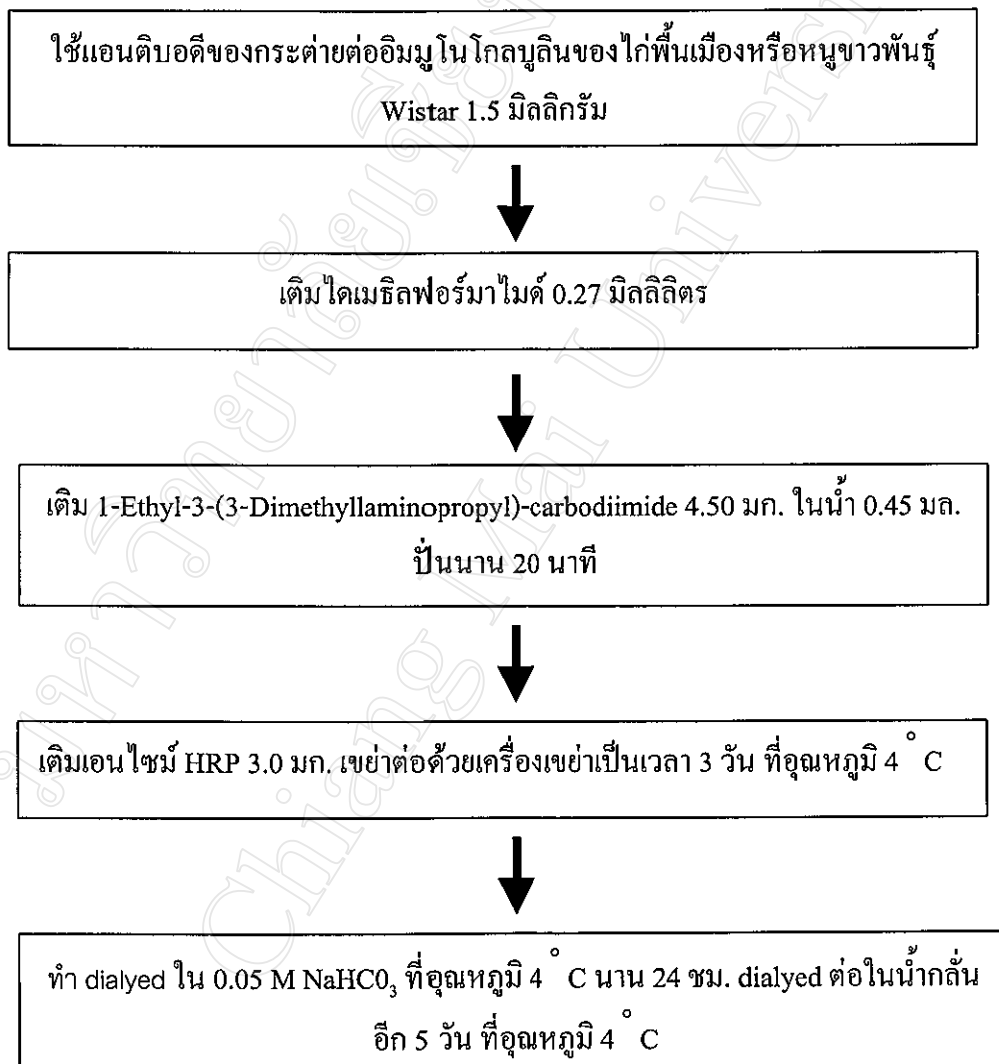 ใช้แอนติบอดีของกระต่ายต่ออิมมูโนโกลบูลินของไก่พื้นเมืองหรือหนูขาวพันธุ์
Wistar 1.5 มิลลิกรัม
เติมไดเมธิลฟอร์มาไมด์ 0.27 มิลลิลิตร
เติม 1-Ethyl-3-(3-Dimethyllaminopropyl)-carbodiimide 4.50 มก. ในน้ำ 0.45 มล.
ปั่นนาน 20 นาที
เติมเอนไซม์ HRP 3.0 มก. เขย่าต่อด้วยเครื่องเขย่าเป็นเวลา 3 วัน ที่อุณหภูมิ 4 ° C
ทำ dialyed ใน 0.05 M NaHC0₃ ที่อุณหภูมิ 4 ° C นาน 24 ชม. dialyed ต่อในน้ำกลั่น
อีก 5 วัน ที่อุณหภูมิ 4 ° C
Chiang Mai Universi